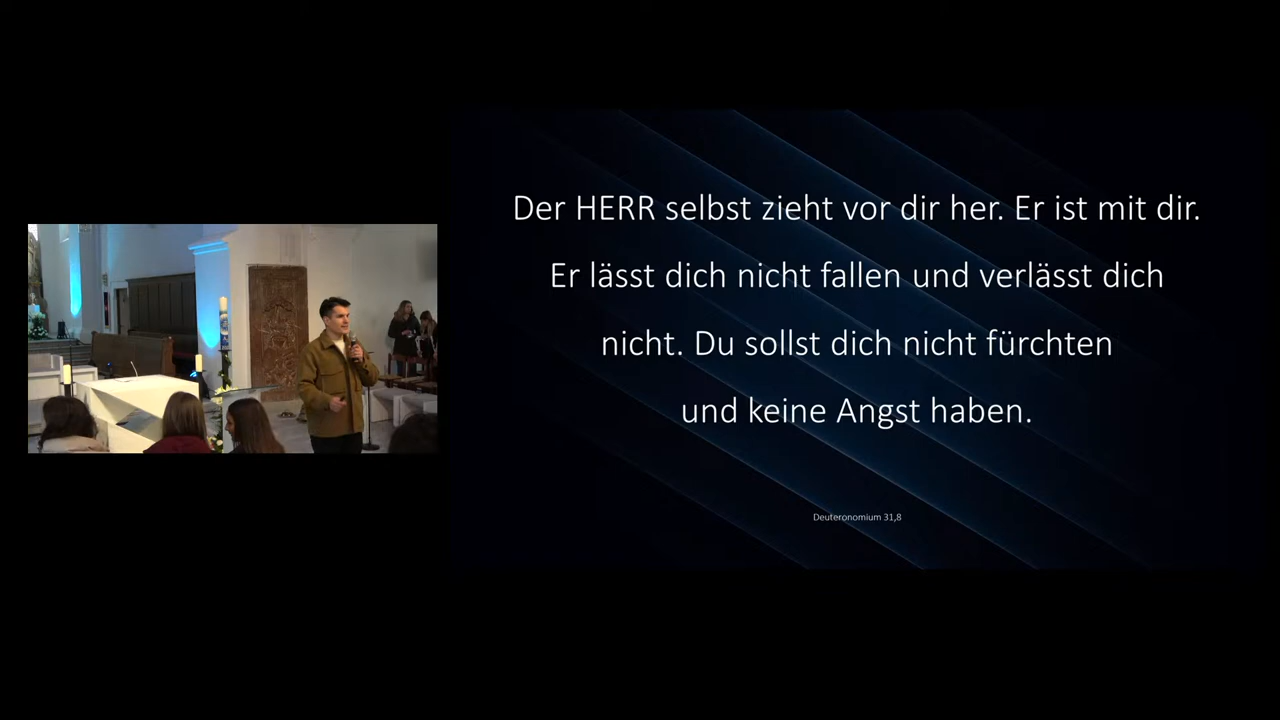 Der HERR selbst zieht vor dir her. Er ist mit dir.
Er lässt dich nicht fallen und verlässt dich
nicht. Du sollst dich nicht fürchten
und keine Angst haben.
Deuteronomium 31,8